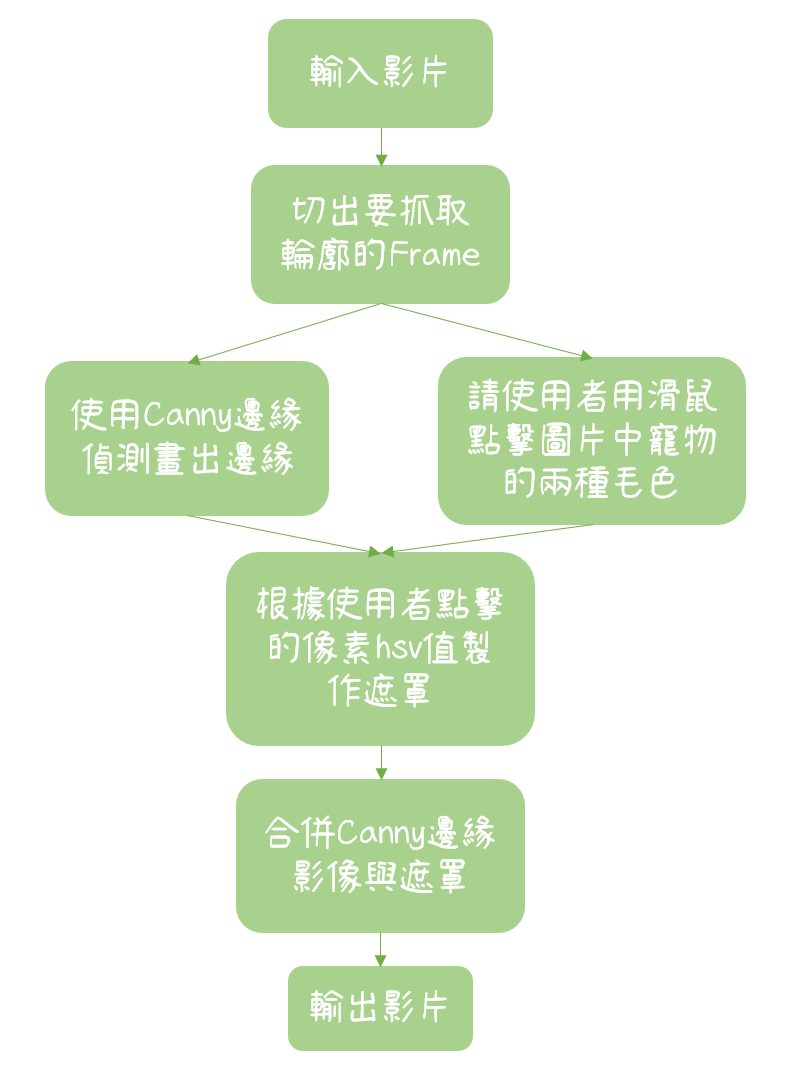 輸入影片
切出要抓取
輪廓的Frame
使用Canny邊緣
偵測畫出邊緣
請使用者用滑鼠
點擊圖片中寵物
的兩種毛色
根據使用者點擊
的像素hsv值製
作遮罩
合併Canny邊緣
影像與遮罩
輸出影片